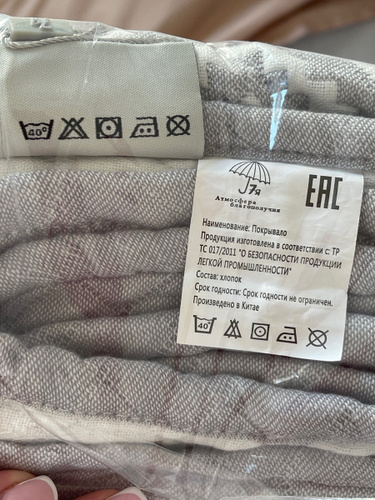 40°
7я
EAC
Атмосфера
благополучия
Наименование: Покрывало
Продукция изготовлена в соответствии с: ТР
ТС 017/2011 "О БЕЗОПАСНОСТИ ПРОДУКЦИИ
ЛЕГКОЙ ПРОМЫШЛЕННОСТИ"
Состав: хлопок
Срок годности: Срок годности не ограничен.
Произведено в Китае
40